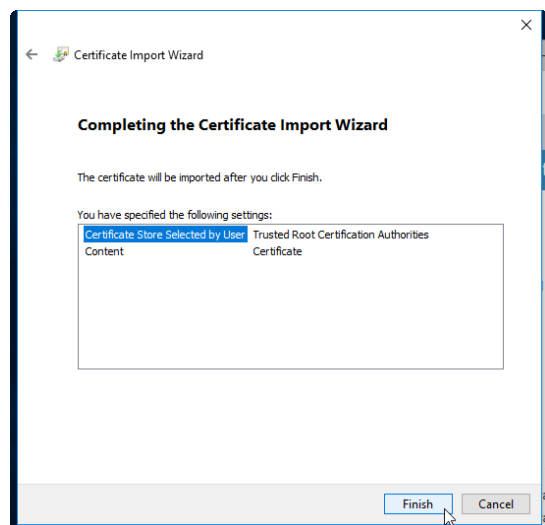 Certificate Import Wizard
Completing the Certificate Import Wizard
The certificate will be imported after you click Finish.
You have specified the following settings:
Certificate Store Selected by User Trusted Root Certification Authorities
Content Certificate
Finish Cancel